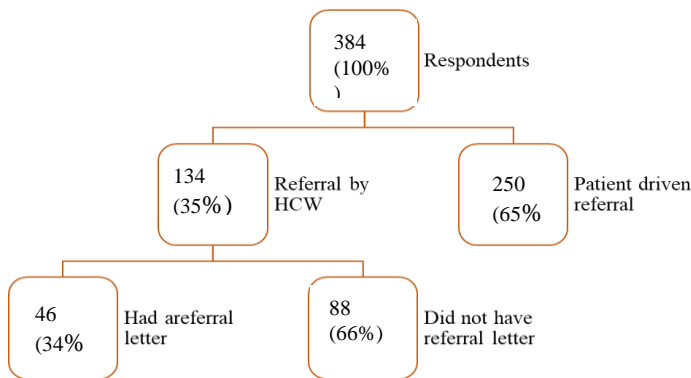 384
(100%
)
Respondents
134
(35%)
Referral by
HCW
250
(65%
Patient driven
referral
46
(34%
Had areferral
letter
88
(66%)
Did not have
referral letter